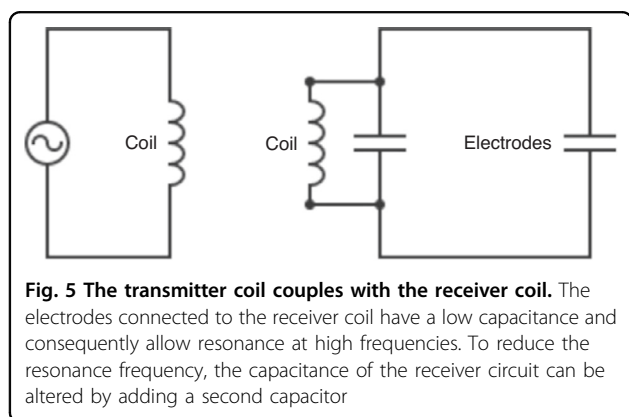 Coil
Coil
Electrodes
Fig. 5 The transmitter coil couples with the receiver coil. The
electrodes connected to the receiver coil have a low capacitance and
consequently allow resonance at high frequencies. To reduce the
resonance frequency, the capacitance of the receiver circuit can be
altered by adding a second capacitor